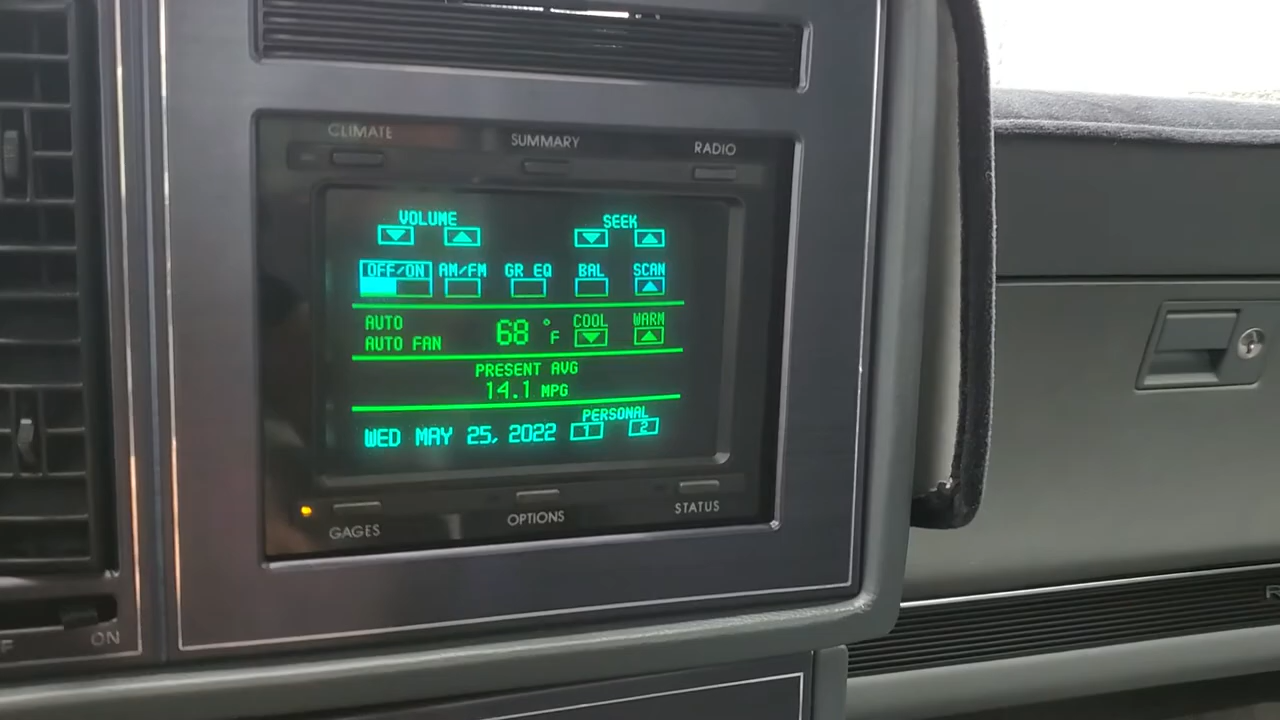 CLIMATE SUMMARY RADIO
VOLUME SEEK
OFF/ON AM/FM GR EQ BAL SCAN
AUTO 68 °F COOL WARM
AUTO FAN
PRESENT AVG
14.1 MPG
PERSONAL
WED MAY 25, 2022 1 2
GAGES OPTIONS STATUS
ON